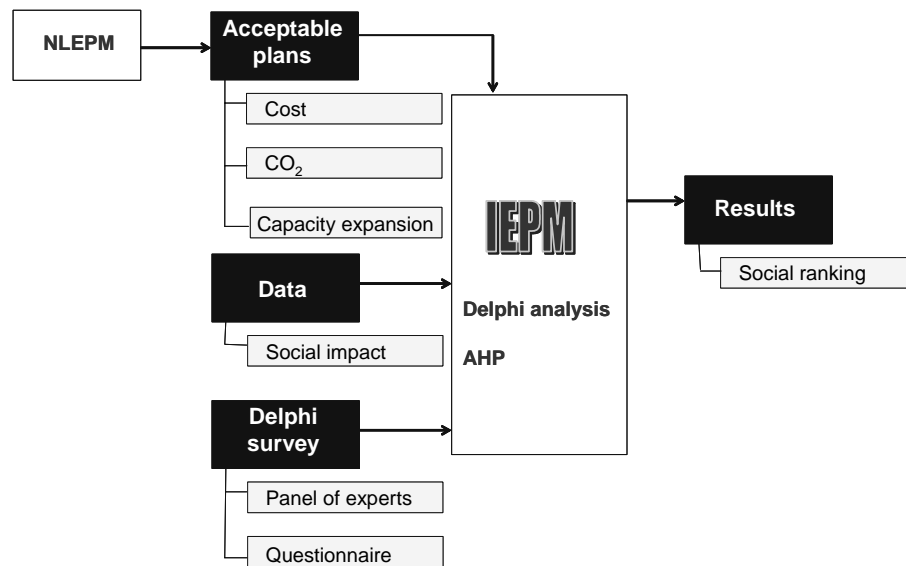 NLEPM
Acceptable
plans
Cost
CO₂
Capacity expansion
Data
Social impact
Delphi
survey
Panel of experts
Questionnaire
IEPM
Delphi analysis
AHP
Results
Social ranking